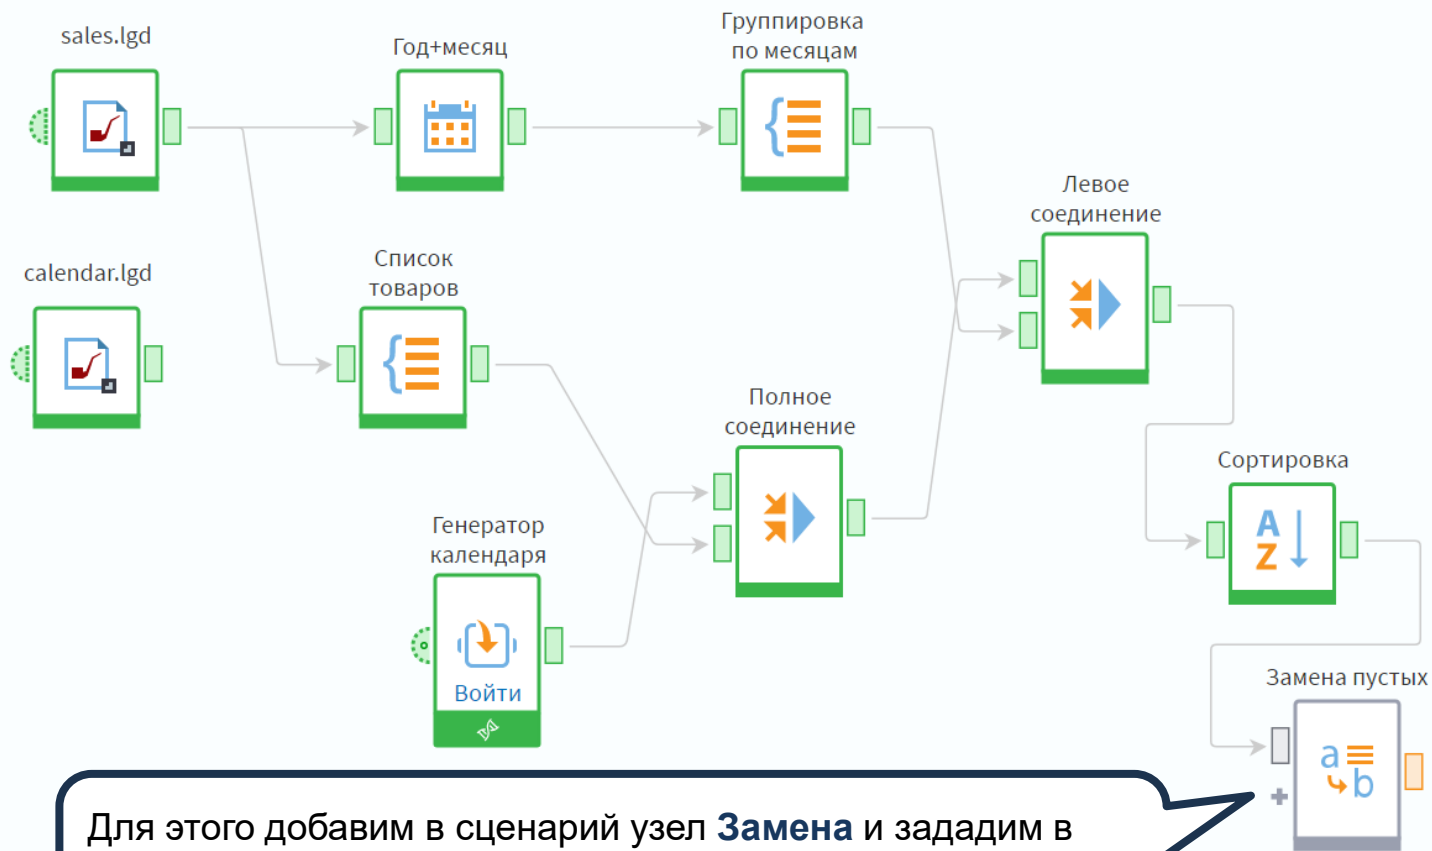 sales.lgd
Год+месяц
Группировка
по месяцам
Левое
соединение
calendar.lgd
Список
товаров
Полное
соединение
Сортировка
A
Z
Генератор
календаря
Войти
Замена пустых
a
b
Для этого добавим в сценарий узел Замена и зададим в